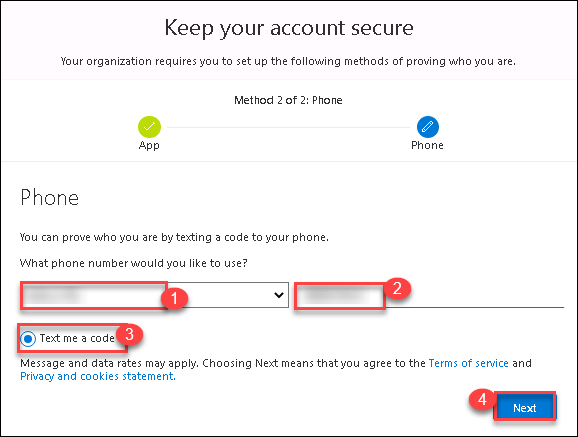 Keep your account secure
Your organization requires you to set up the following methods of proving who you are.
Method 2 of 2: Phone
App
Phone
Phone
You can prove who you are by texting a code to your phone.
What phone number would you like to use?
1
2
Text me a code
3
Message and data rates may apply. Choosing Next means that you agree to the Terms of service and
Privacy and cookies statement.
4
Next